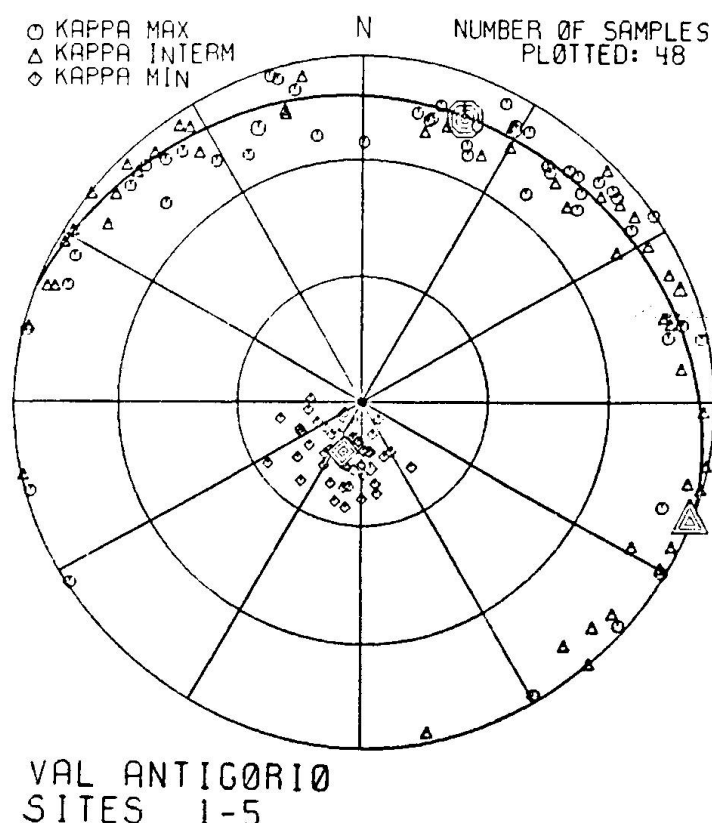 ○ KAPPA MAX
△ KAPPA INTERM
◇ KAPPA MIN
N
NUMBER ØF SAMPLES
PLØTTED: 48
VAL ANTIGØRIØ
SITES 1-5